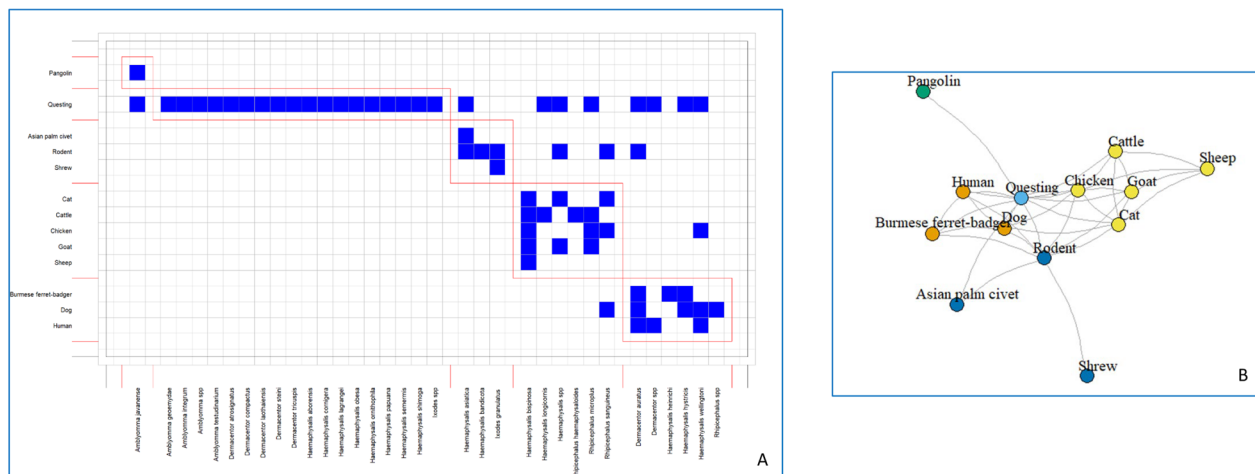 Pangolin
Questing
Asian palm civet
Rodent
Shrew
Cat
Cattle
Chicken
Goat
Sheep
Burmese ferret-badger
Dog
Human
Amblyomma javanense
Amblyomma geoemydae
Amblyomma integrum
Amblyomma spp
Amblyomma testudinarium
Dermacentor atrosignatus
Dermacentor compactus
Dermacentor laothaiensis
Dermacentor steini
Dermacentor tricuspis
Haemaphysalis aborensis
Haemaphysalis cornigera
Haemaphysalis lagrangei
Haemaphysalis obesa
Haemaphysalis ornithophila
Haemaphysalis papuana
Haemaphysalis semermis
Haemaphysalis shimoga
Ixodes spp
Haemaphysalis asiatica
Haemaphysalis bandicota
Ixodes granulatus
Haemaphysalis bispinosa
Haemaphysalis longicornis
Haemaphysalis spp
Rhipicephalus haemaphysaloides
Rhipicephalus microplus
Rhipicephalus sanguineus
Dermacentor auratus
Dermacentor spp
Haemaphysalis heinrichi
Haemaphysalis hystricis
Haemaphysalis wellingtoni
Rhipicephalus spp
A
Pangolin
Cattle
Sheep
Human
Questing
Chicken
Goat
Burmese ferret-badger
Dog
Cat
Rodent
Asian palm civet
Shrew
B